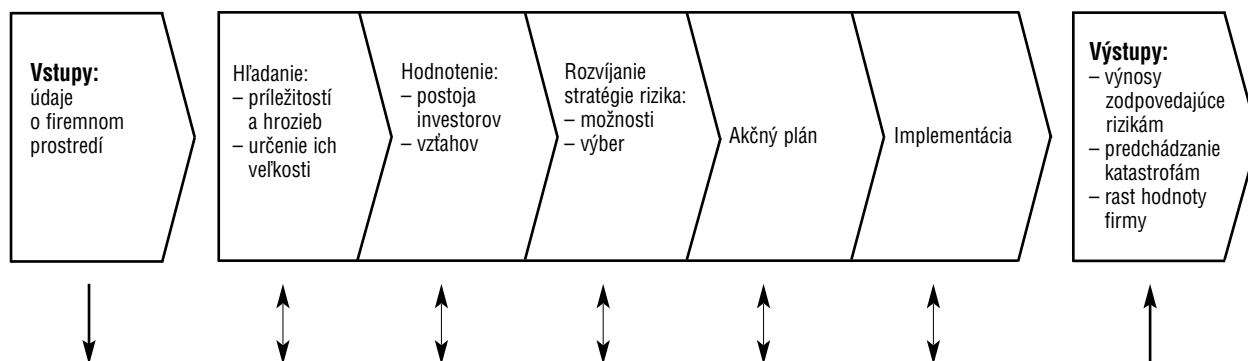 Vstupy:
údaje
o firemnom
prostredí
Hľadanie:
– príležitostí
a hrozieb
– určenie ich
veľkosti
Hodnotenie:
– postoja
investorov
– vzťahov
Rozvíjanie
stratégie rizika:
– možnosti
– výber
Akčný plán
Implementácia
Výstupy:
– výnosy
zodpovedajúce
rizikám
– predchádzanie
katastrofám
– rast hodnoty
firmy